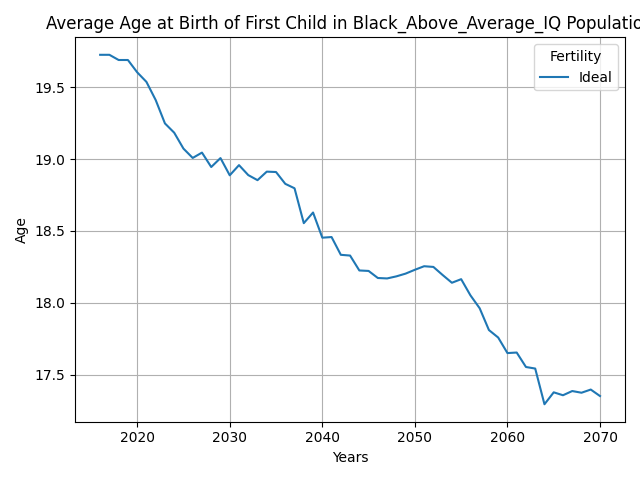 Average Age at Birth of First Child in Black_Above_Average_IQ Populatio
Fertility
Ideal
19.5
19.0
18.5
18.0
17.5
Age
2020 2030 2040 2050 2060 2070
Years